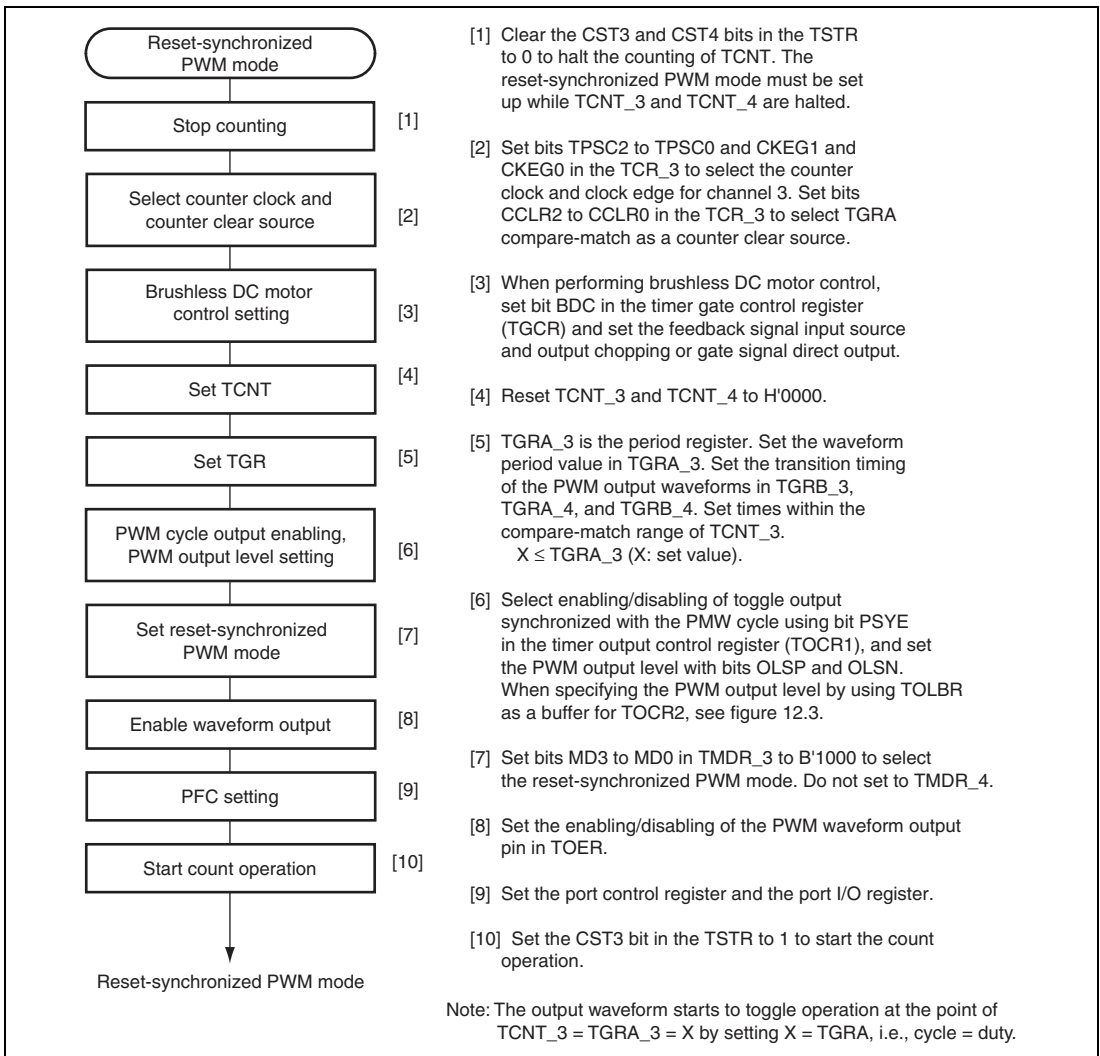 Reset-synchronized
PWM mode
Stop counting
[1]
Select counter clock and
counter clear source
[2]
Brushless DC motor
control setting
[3]
Set TCNT
[4]
Set TGR
[5]
PWM cycle output enabling,
PWM output level setting
[6]
Set reset-synchronized
PWM mode
[7]
Enable waveform output
[8]
PFC setting
[9]
Start count operation
[10]
Reset-synchronized PWM mode
[1] Clear the CST3 and CST4 bits in the TSTR
to 0 to halt the counting of TCNT. The
reset-synchronized PWM mode must be set
up while TCNT_3 and TCNT_4 are halted.
[2] Set bits TPSC2 to TPSC0 and CKEG1 and
CKEG0 in the TCR_3 to select the counter
clock and clock edge for channel 3. Set bits
CCLR2 to CCLR0 in the TCR_3 to select TGRA
compare-match as a counter clear source.
[3] When performing brushless DC motor control,
set bit BDC in the timer gate control register
(TGCR) and set the feedback signal input source
and output chopping or gate signal direct output.
[4] Reset TCNT_3 and TCNT_4 to H'0000.
[5] TGRA_3 is the period register. Set the waveform
period value in TGRA_3. Set the transition timing
of the PWM output waveforms in TGRB_3,
TGRA_4, and TGRB_4. Set times within the
compare-match range of TCNT_3.
X ≤ TGRA_3 (X: set value).
[6] Select enabling/disabling of toggle output
synchronized with the PMW cycle using bit PSYE
in the timer output control register (TOCR1), and set
the PWM output level with bits OLSP and OLSN.
When specifying the PWM output level by using TOLBR
as a buffer for TOCR2, see figure 12.3.
[7] Set bits MD3 to MD0 in TMDR_3 to B'1000 to select
the reset-synchronized PWM mode. Do not set to TMDR_4.
[8] Set the enabling/disabling of the PWM waveform output
pin in TOER.
[9] Set the port control register and the port I/O register.
[10] Set the CST3 bit in the TSTR to 1 to start the count
operation.
Note: The output waveform starts to toggle operation at the point of
TCNT_3 = TGRA_3 = X by setting X = TGRA, i.e., cycle = duty.